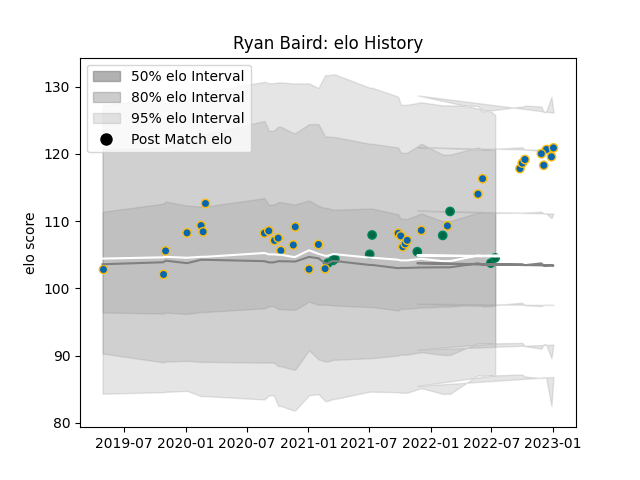 Ryan Baird: elo History
50% elo Interval
80% elo Interval
95% elo Interval
Post Match elo
elo score
130
120
110
100
90
80
2019-07 2020-01 2020-07 2021-01 2021-07 2022-01 2022-07 2023-01